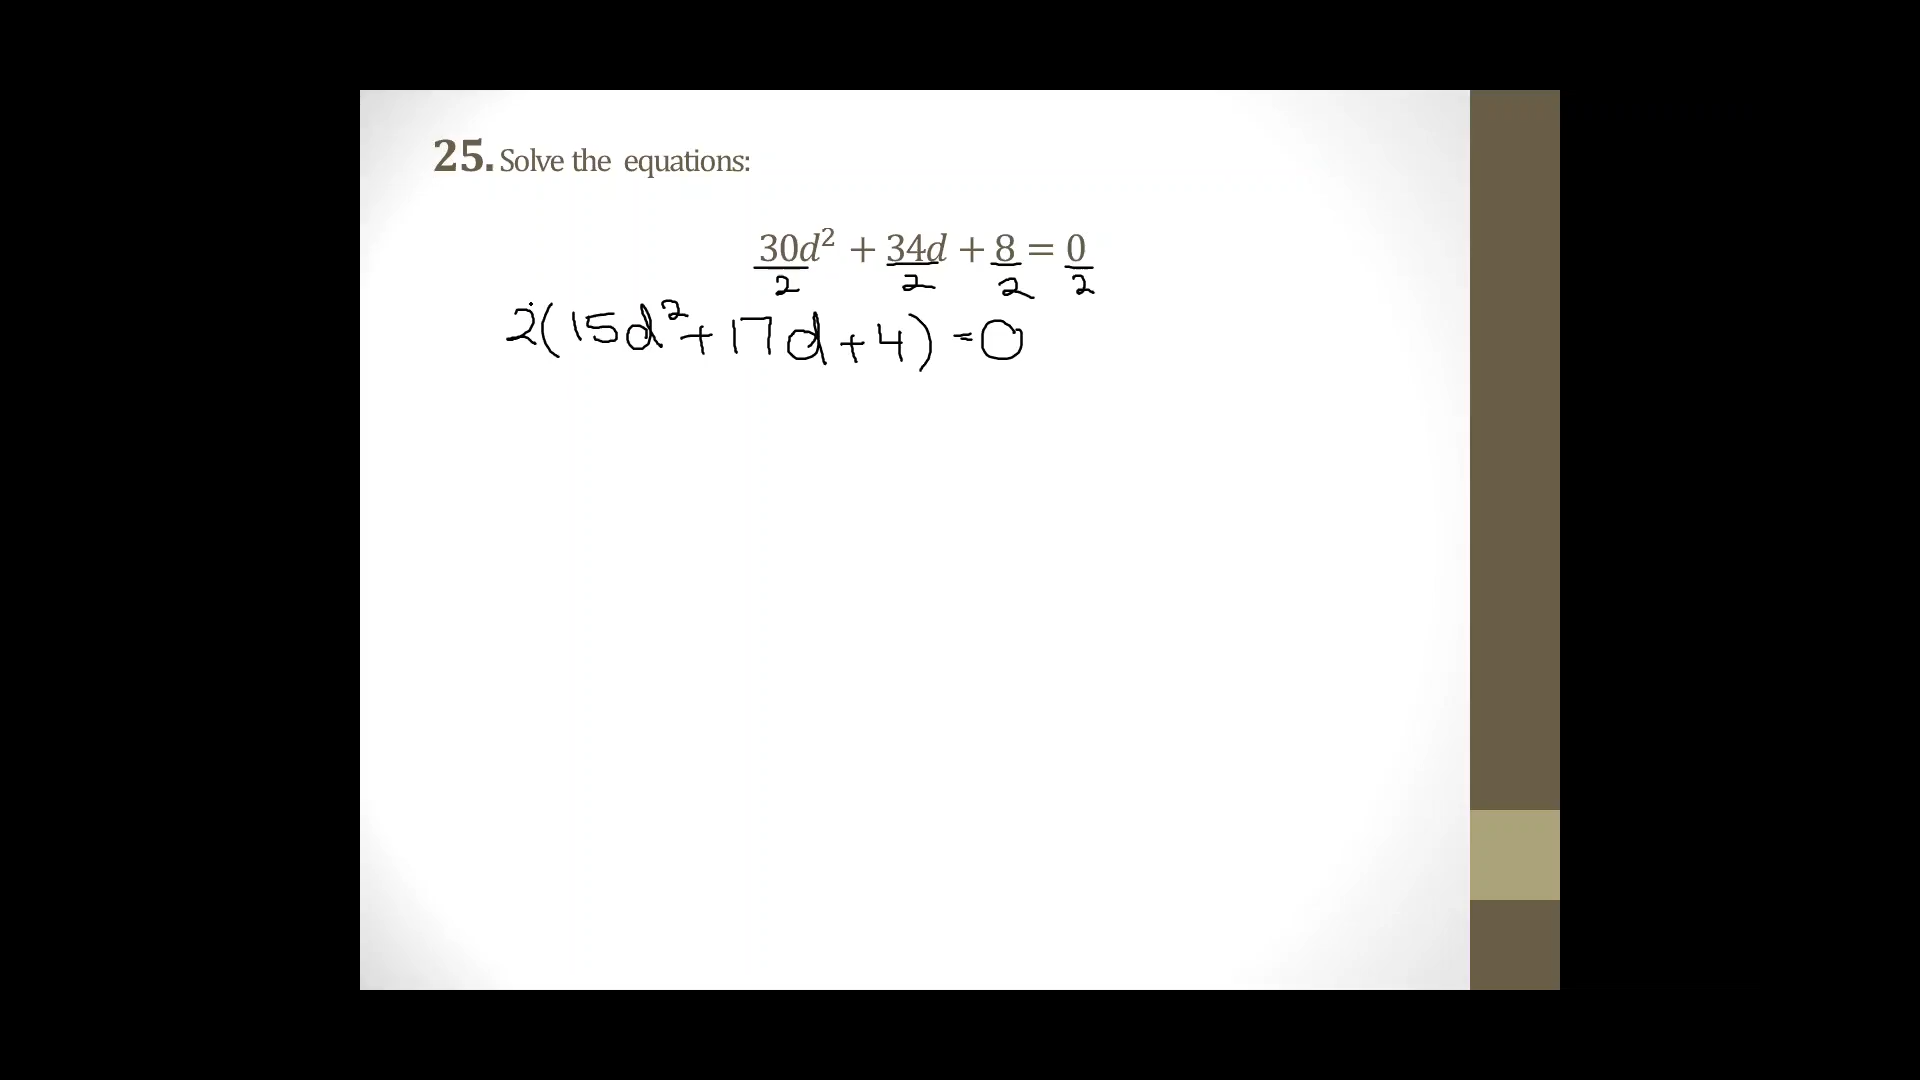 25. Solve the equations:
30d² + 34d + 8 = 0
2 2 2 2
2(15d² + 17d + 4) = 0